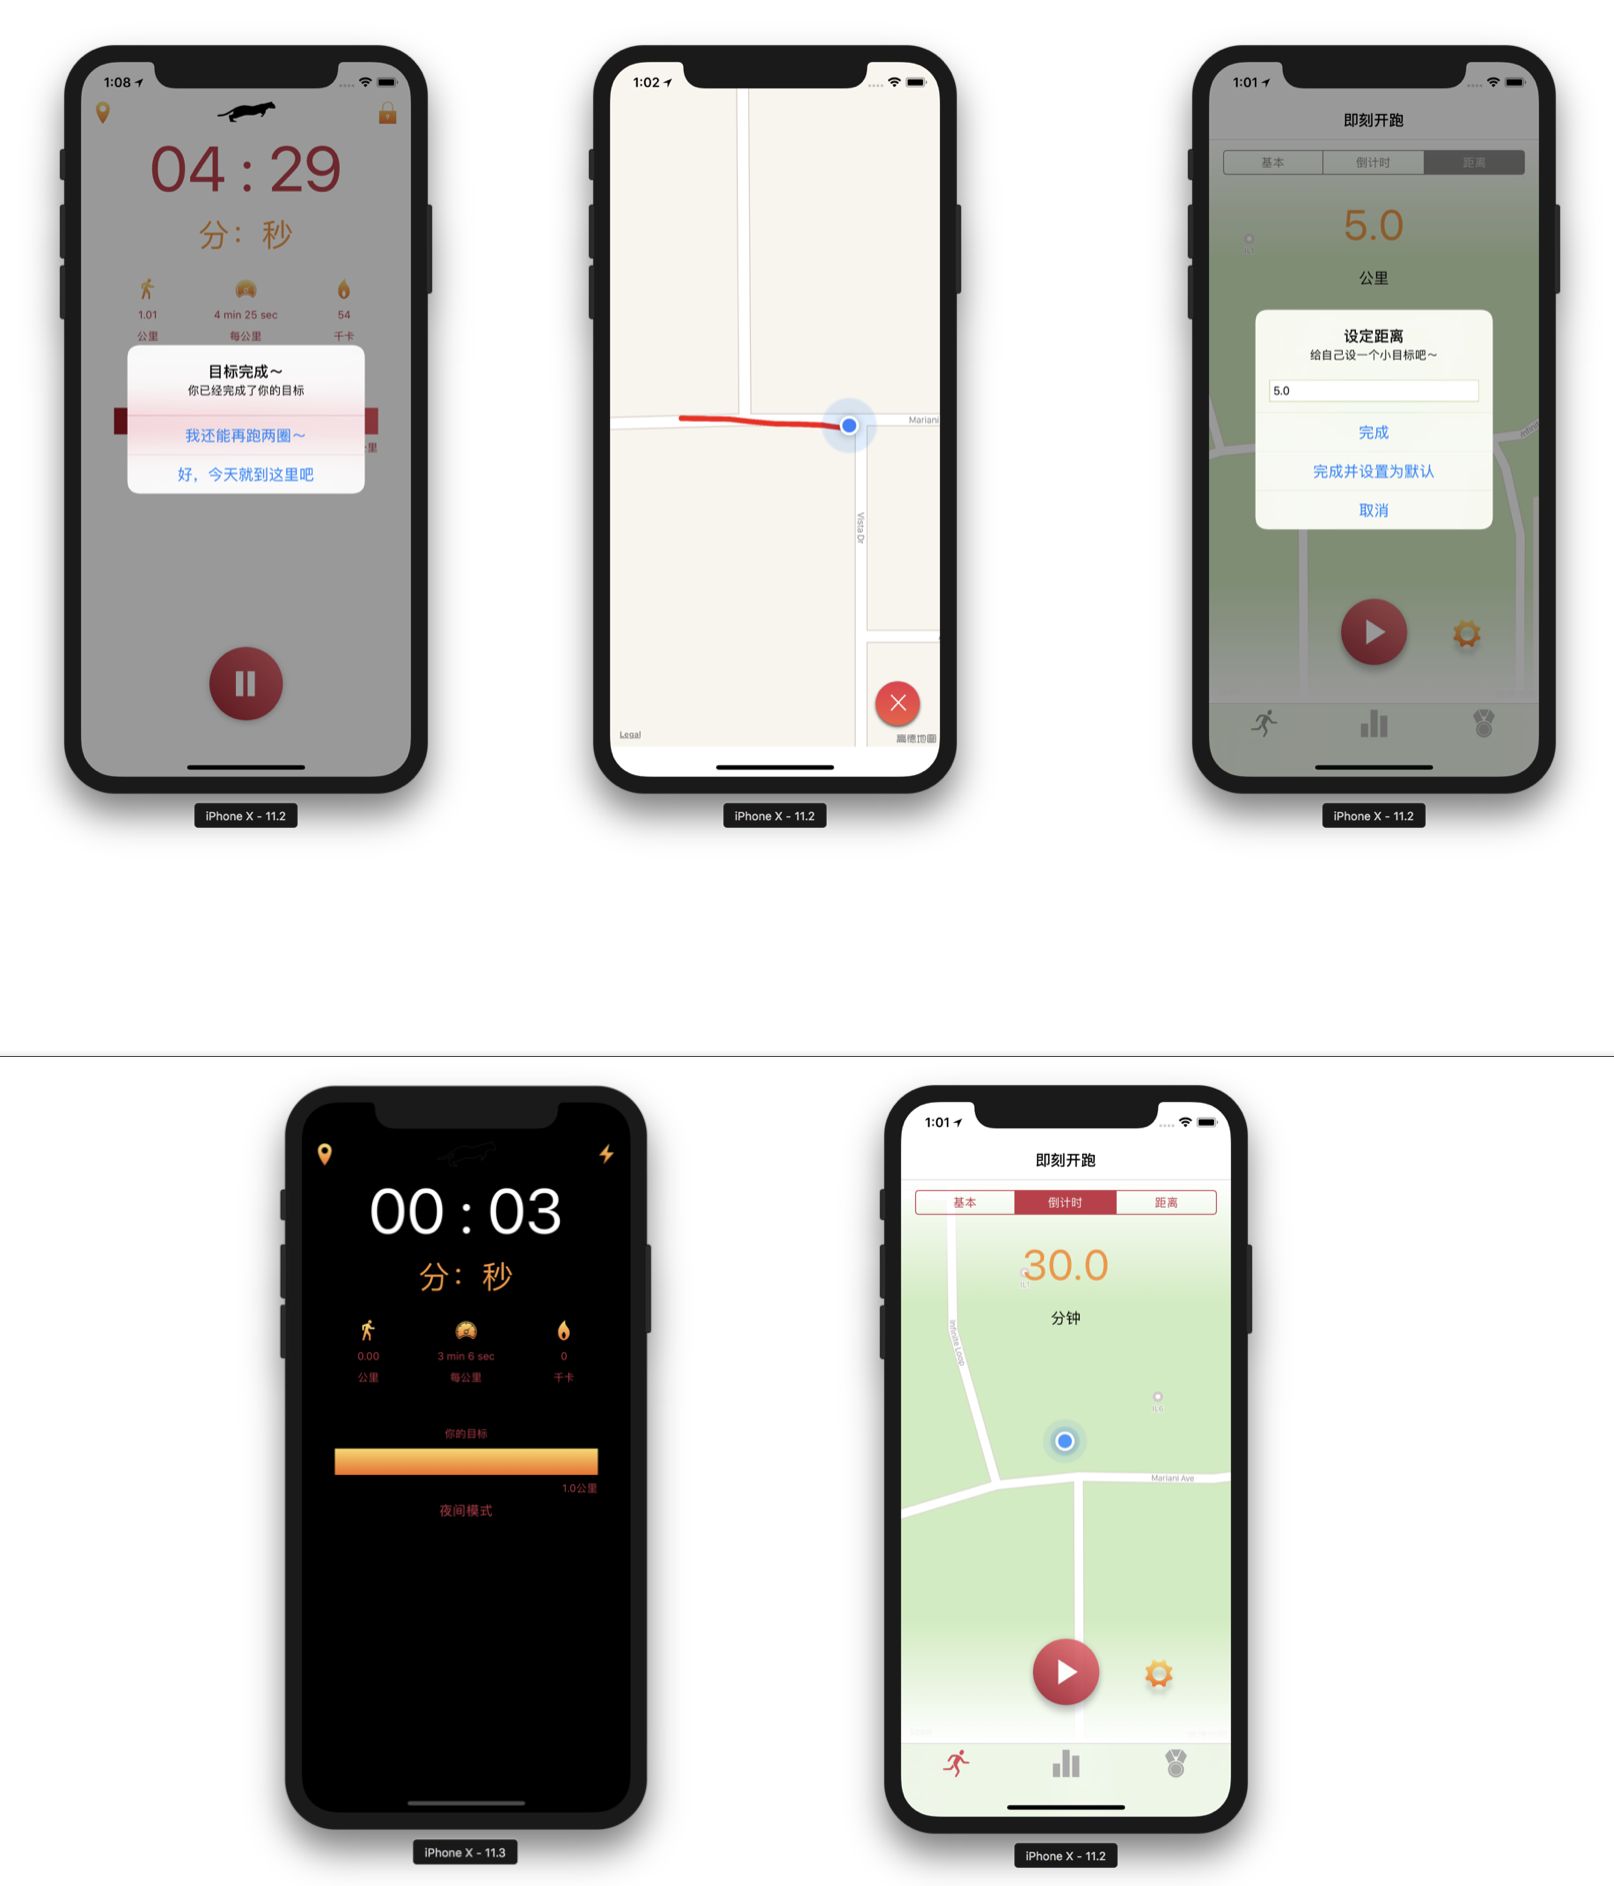 1:08
04 : 29
分： 秒
1.01
4 min 25 sec
54
公里
每公里
千卡
目标完成～
你已经完成了你的目标
我还能再跑两圈～
好，今天就到这里吧
里
iPhone X - 11.2
1:02
Mariani
Vista Dr
Legal
高德地圖
iPhone X - 11.2
1:01
即刻开跑
基本
倒计时
距离
5.0
公里
设定距离
给自己设一个小目标吧～
5.0
完成
完成并设置为默认
取消
iPhone X - 11.2
00 : 03
分： 秒
0.00
3 min 6 sec
0
公里
每公里
千卡
你的目标
1.0公里
夜间模式
iPhone X - 11.3
1:01
即刻开跑
基本
倒计时
距离
30.0
分钟
Infinite Loop
IL6
Mariani Ave
iPhone X - 11.2